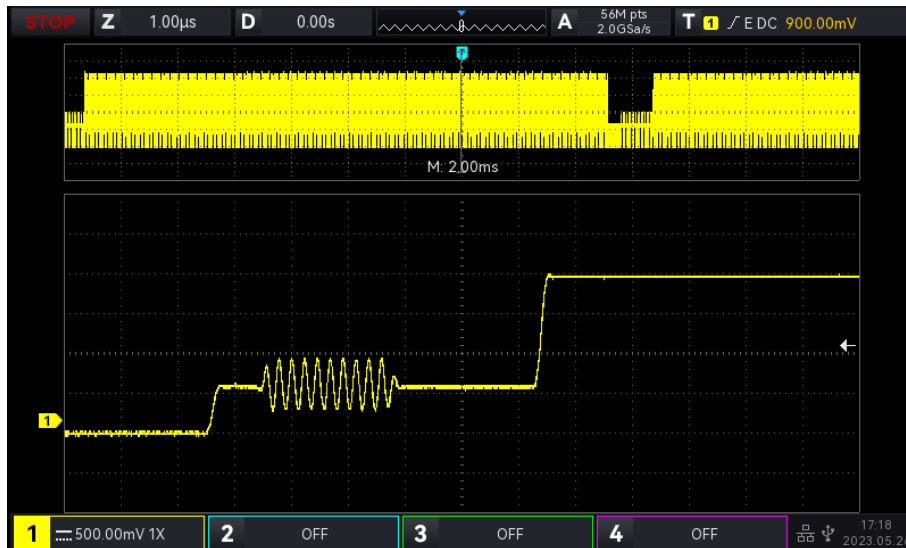 STOP Z 1.00µs D 0.00s A 56M pts 2.0GSa/s T 1 E DC 900.00mV
T
M: 2.00ms
1
1 500.00mV 1X 2 OFF 3 OFF 4 OFF 17:18